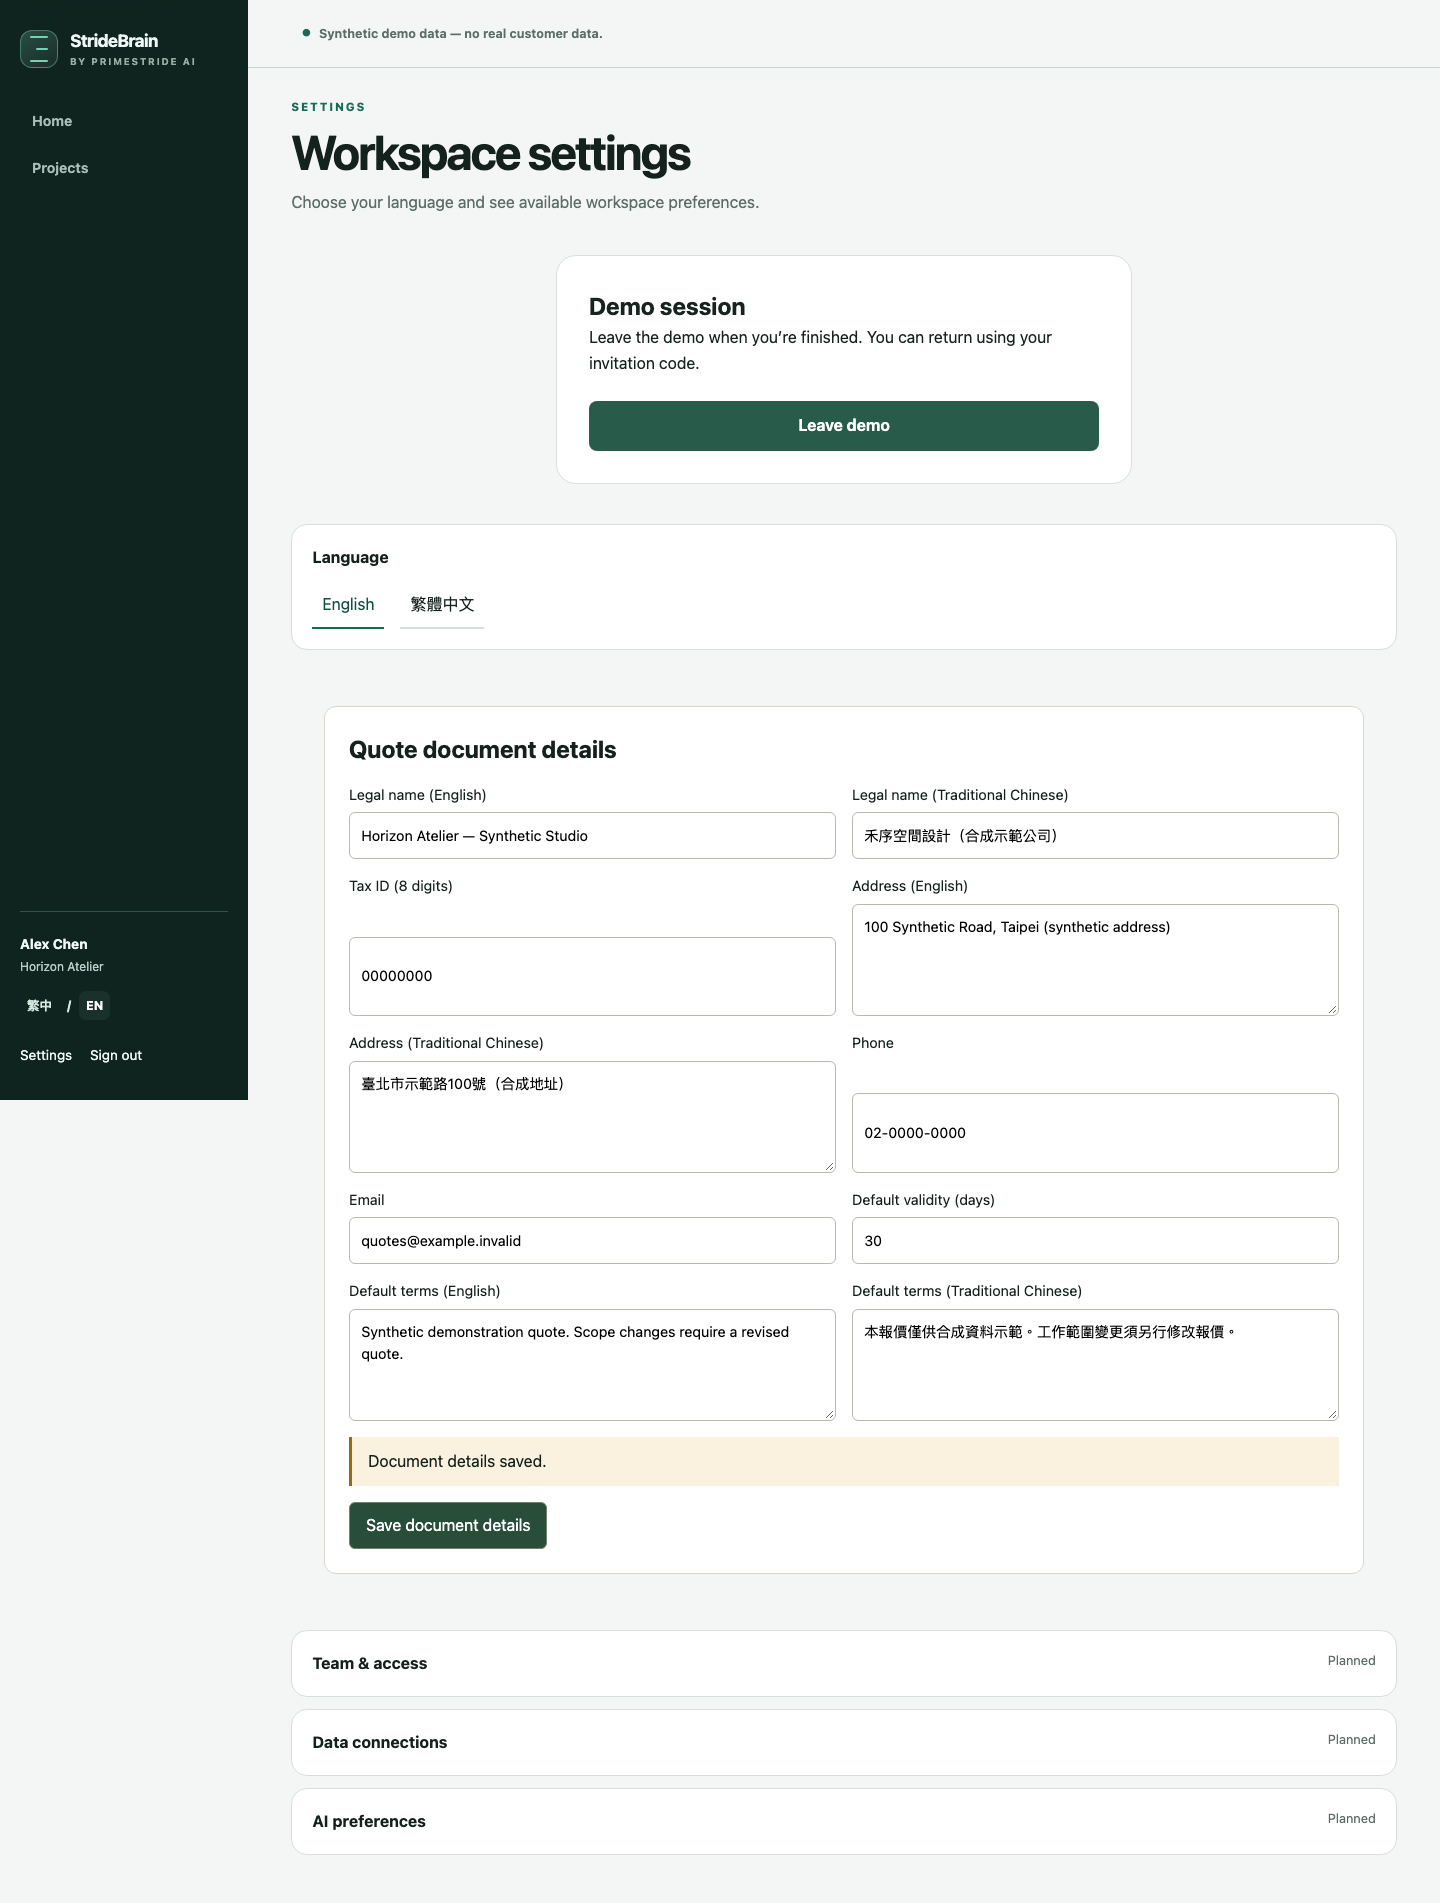 StrideBrain
BY PRIMESTRIDE AI
Home
Projects
Alex Chen
Horizon Atelier
繁中 / EN
Settings Sign out
Synthetic demo data — no real customer data.
SETTINGS
Workspace settings
Choose your language and see available workspace preferences.
Demo session
Leave the demo when you’re finished. You can return using your
invitation code.
Leave demo
Language
English 繁體中文
Quote document details
Legal name (English)
Horizon Atelier — Synthetic Studio
Legal name (Traditional Chinese)
禾序空間設計（合成示範公司）
Tax ID (8 digits)
00000000
Address (English)
100 Synthetic Road, Taipei (synthetic address)
Address (Traditional Chinese)
臺北市示範路100號（合成地址）
Phone
02-0000-0000
Email
quotes@example.invalid
Default validity (days)
30
Default terms (English)
Synthetic demonstration quote. Scope changes require a revised
quote.
Default terms (Traditional Chinese)
本報價僅供合成資料示範。工作範圍變更須另行修改報價。
Document details saved.
Save document details
Team & access
Planned
Data connections
Planned
AI preferences
Planned